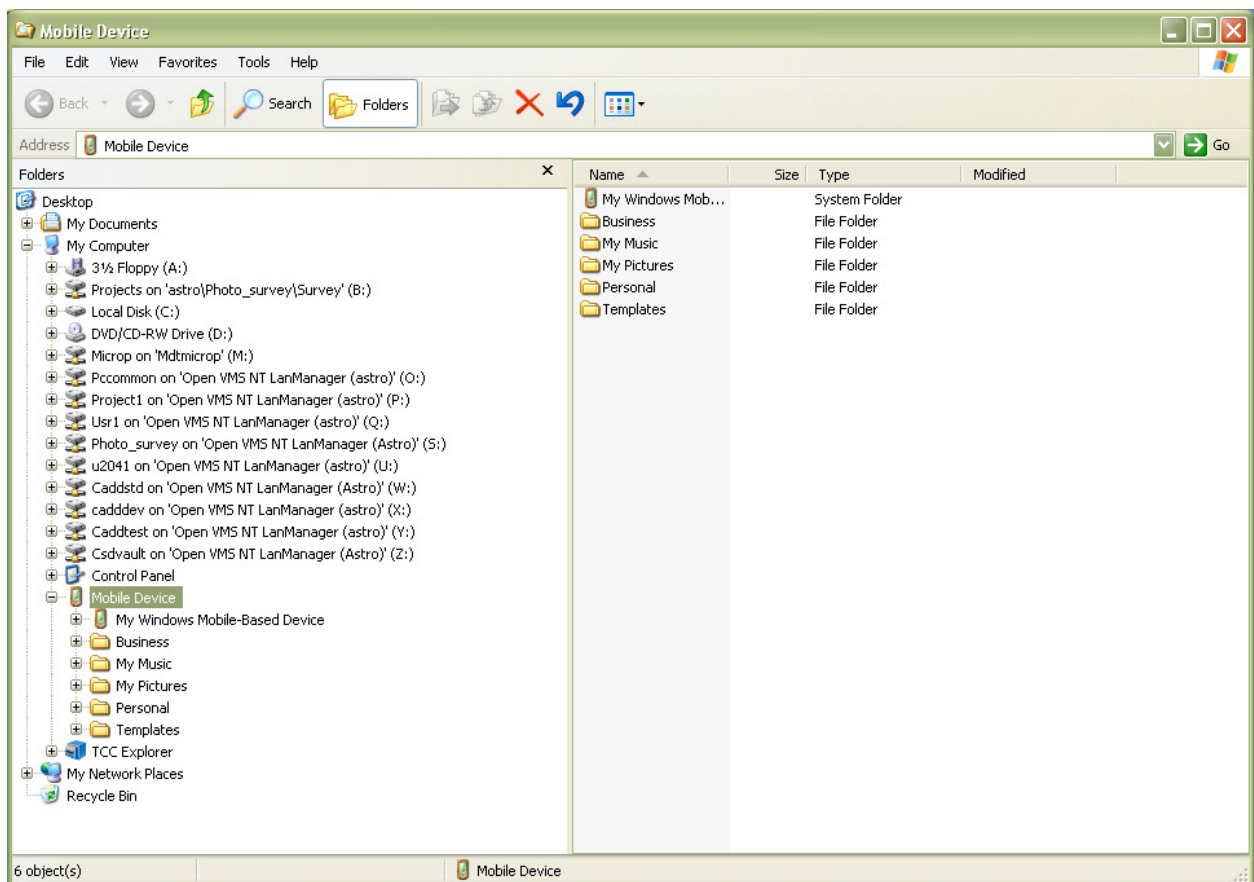 Mobile Device
File Edit View Favorites Tools Help
Back Search Folders
Address Mobile Device Go
Folders
Desktop
My Documents
My Computer
3½ Floppy (A:)
Projects on 'astro\Photo_survey\Survey' (B:)
Local Disk (C:)
DVD/CD-RW Drive (D:)
Microp on 'Mdtmicrop' (M:)
Pccommon on 'Open VMS NT LanManager (astro)' (O:)
Project1 on 'Open VMS NT LanManager (astro)' (P:)
Usr1 on 'Open VMS NT LanManager (astro)' (Q:)
Photo_survey on 'Open VMS NT LanManager (Astro)' (S:)
u2041 on 'Open VMS NT LanManager (astro)' (U:)
Caddstd on 'Open VMS NT LanManager (Astro)' (W:)
cadddev on 'Open VMS NT LanManager (astro)' (X:)
Caddtest on 'Open VMS NT LanManager (astro)' (Y:)
Csdvault on 'Open VMS NT LanManager (Astro)' (Z:)
Control Panel
Mobile Device
My Windows Mobile-Based Device
Business
My Music
My Pictures
Personal
Templates
TCC Explorer
My Network Places
Recycle Bin
Name Size Type Modified
My Windows Mob... System Folder
Business File Folder
My Music File Folder
My Pictures File Folder
Personal File Folder
Templates File Folder
6 object(s) Mobile Device